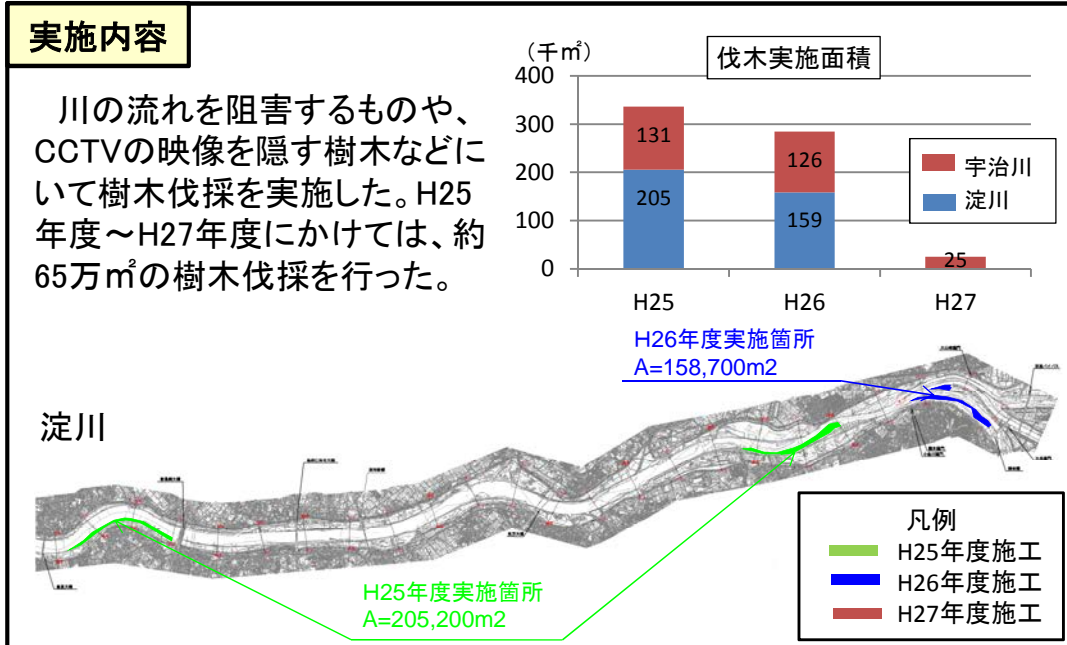 実施内容
川の流れを阻害するものや、
CCTVの映像を隠す樹木などに
いて樹木伐採を実施した。H25
年度～H27年度にかけては、約
65万㎡の樹木伐採を行った。
（千㎡）
伐木実施面積
400
300
200
100
0
131
205
126
159
25
H25
H26
H27
宇治川
淀川
H26年度実施箇所
A=158,700m2
淀川
H25年度実施箇所
A=205,200m2
凡例
H25年度施工
H26年度施工
H27年度施工